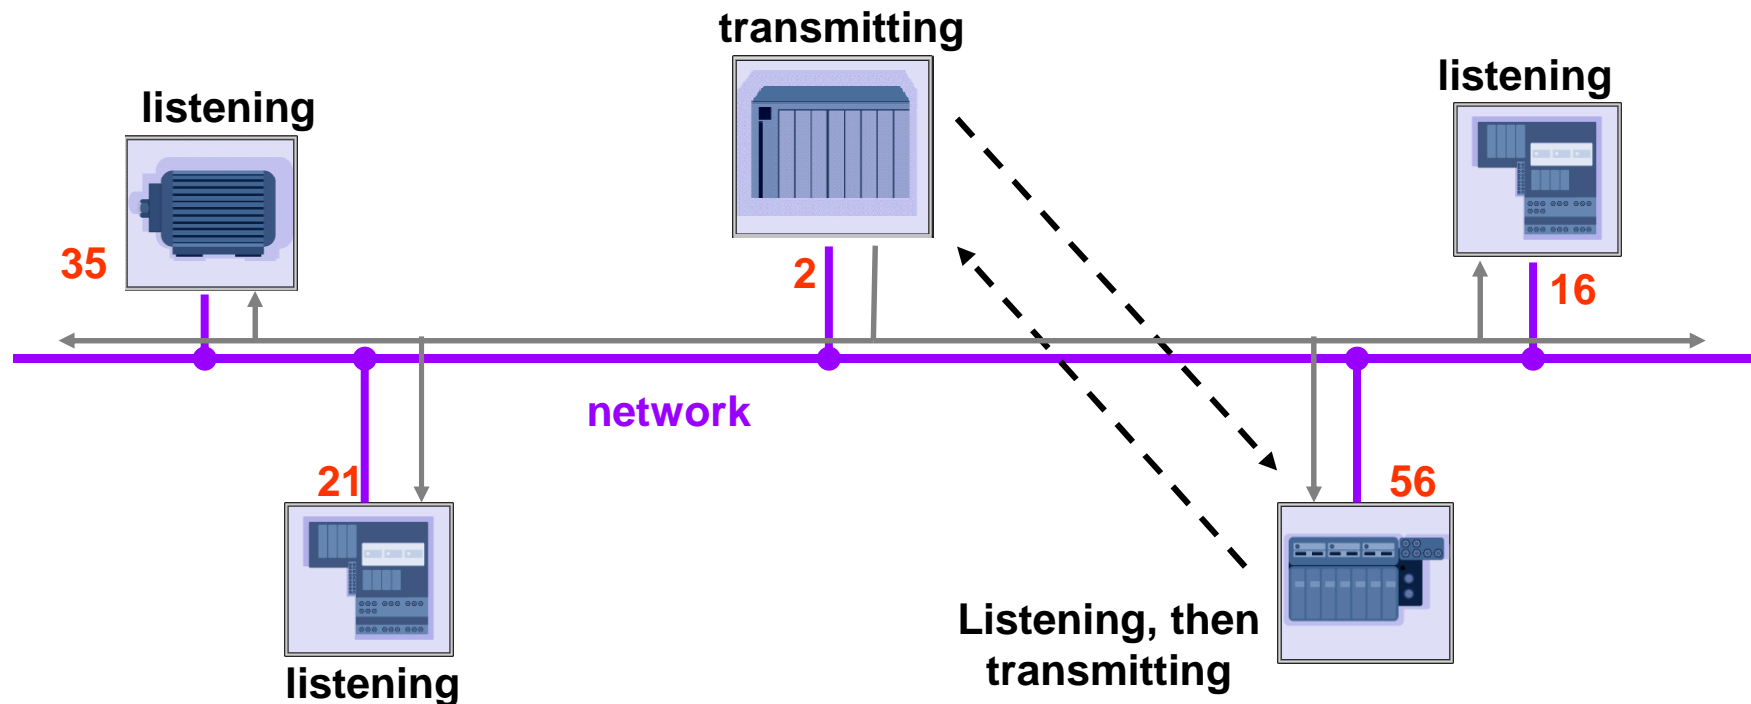 transmitting
listening
listening
35
2
16
network
21
56
Listening, then
transmitting
listening